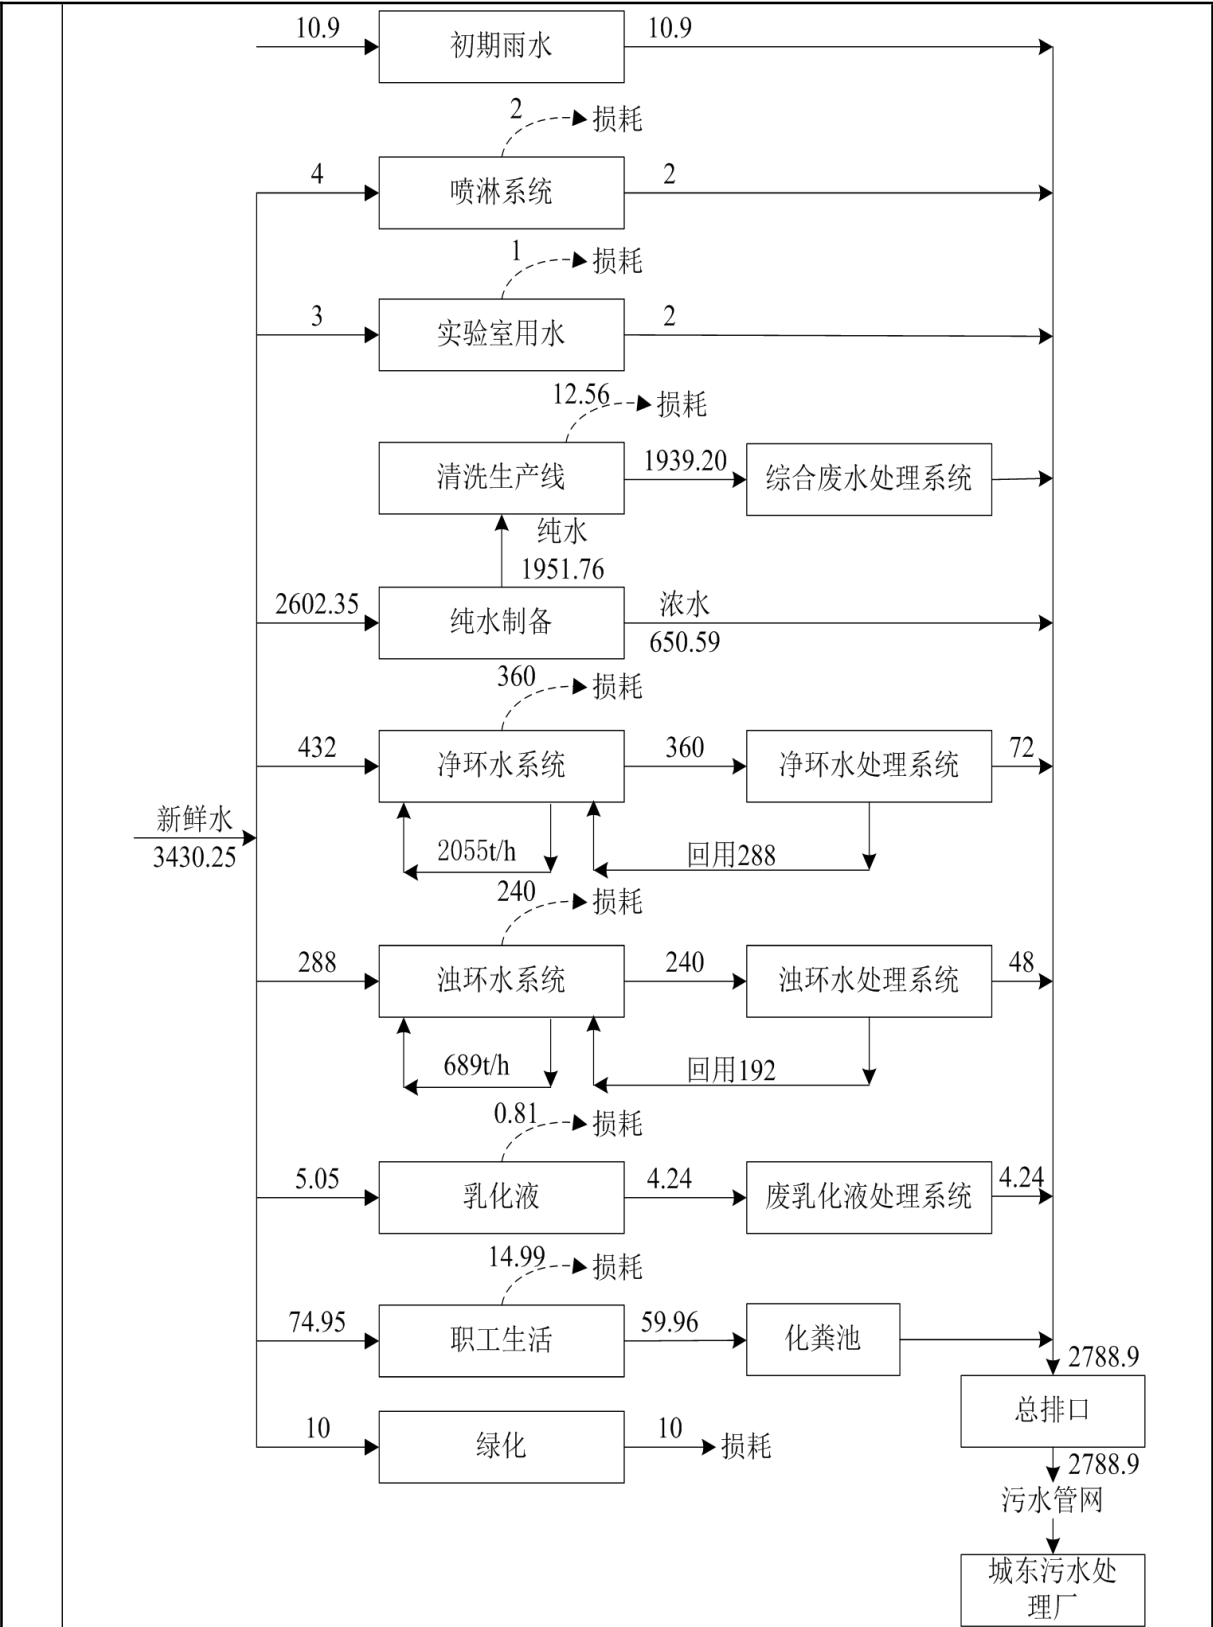 10.9
初期雨水
10.9
2
损耗
4
喷淋系统
2
1
损耗
3
实验室用水
2
12.56
损耗
清洗生产线
1939.20
综合废水处理系统
纯水
1951.76
2602.35
纯水制备
浓水
650.59
360
损耗
432
净环水系统
360
净环水处理系统
72
新鲜水
3430.25
2055t/h
回用288
240
损耗
288
浊环水系统
240
浊环水处理系统
48
689t/h
回用192
0.81
损耗
5.05
乳化液
4.24
废乳化液处理系统
4.24
14.99
损耗
74.95
职工生活
59.96
化粪池
2788.9
总排口
10
绿化
10
损耗
2788.9
污水管网
城东污水处
理厂